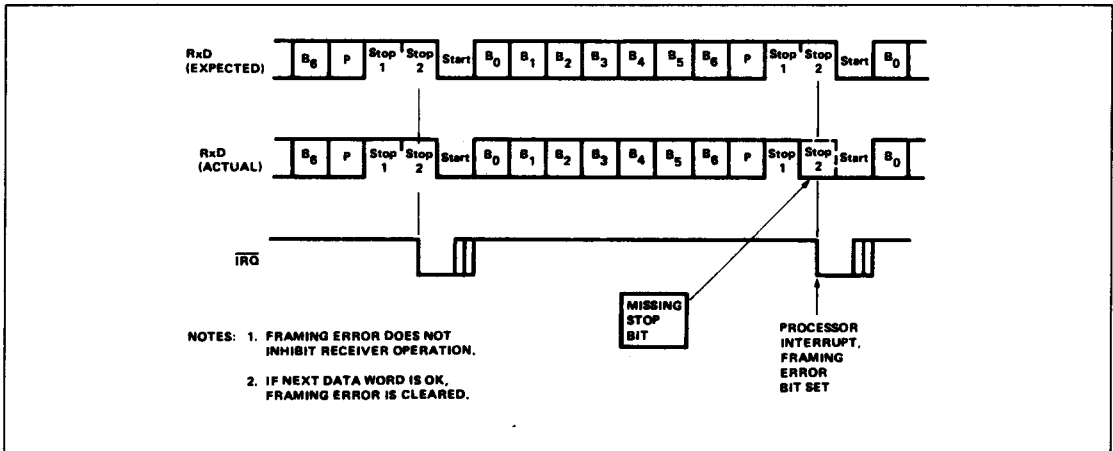 RxD
(EXPECTED)
B6 P Stop 1 Stop 2 Start B0 B1 B2 B3 B4 B5 B6 P Stop 1 Stop 2 Start B0
RxD
(ACTUAL)
B6 P Stop 1 Stop 2 Start B0 B1 B2 B3 B4 B5 B6 P Stop 1 Stop 2 Start B0
IRQ
MISSING
STOP
BIT
PROCESSOR
INTERRUPT,
FRAMING
ERROR
BIT SET
NOTES: 1. FRAMING ERROR DOES NOT
INHIBIT RECEIVER OPERATION.
2. IF NEXT DATA WORD IS OK,
FRAMING ERROR IS CLEARED.